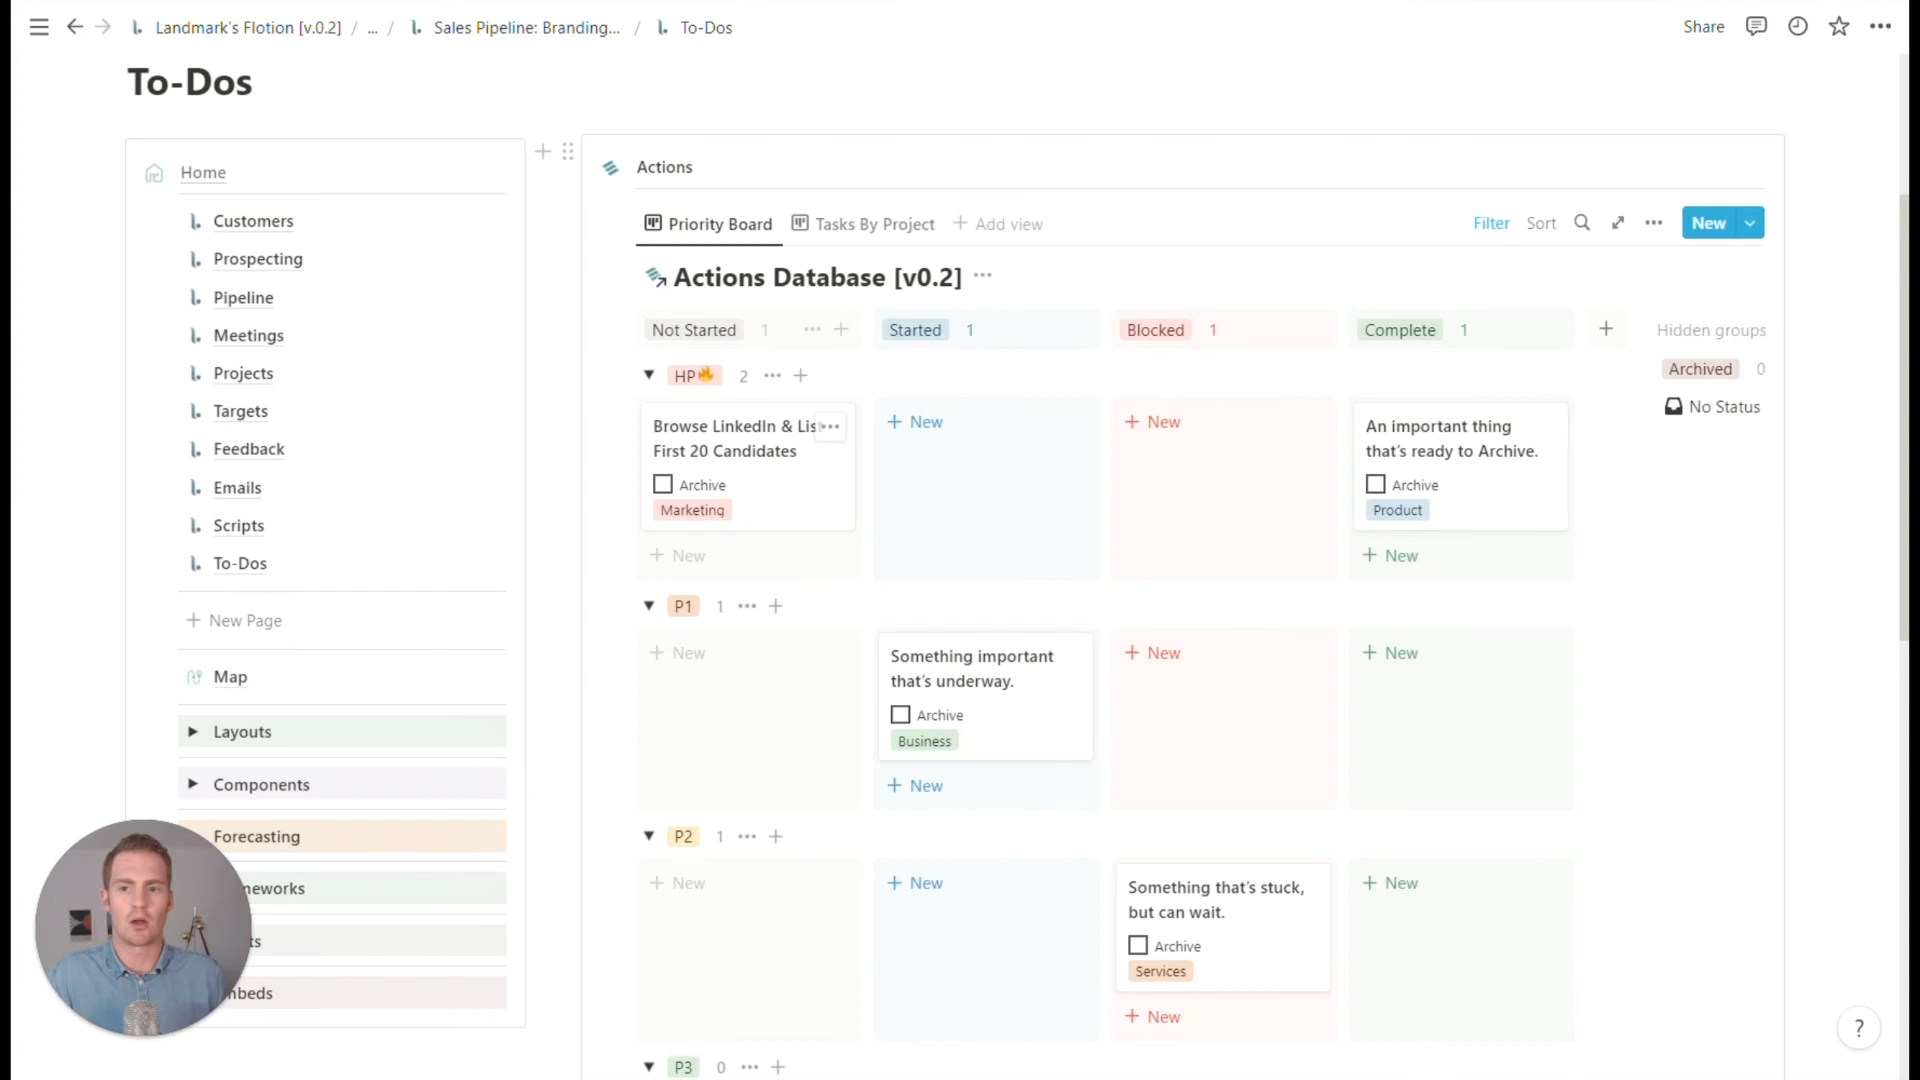 Landmark's Flotion [v.0.2] / ... / Sales Pipeline: Branding... / To-Dos
Share
To-Dos
Home
Customers
Prospecting
Pipeline
Meetings
Projects
Targets
Feedback
Emails
Scripts
To-Dos
New Page
Map
Layouts
Components
Forecasting
meworks
ts
beds
Actions
Priority Board
Tasks By Project
Add view
Filter
Sort
New
Actions Database [v0.2]
Not Started 1
Started 1
Blocked 1
Complete 1
Hidden groups
Archived 0
No Status
HP🔥 2
Browse LinkedIn & Lis
First 20 Candidates
Archive
Marketing
New
New
New
An important thing
that's ready to Archive.
Archive
Product
New
P1 1
New
Something important
that's underway.
Archive
Business
New
New
New
P2 1
New
New
Something that's stuck,
but can wait.
Archive
Services
New
New
P3 0
?